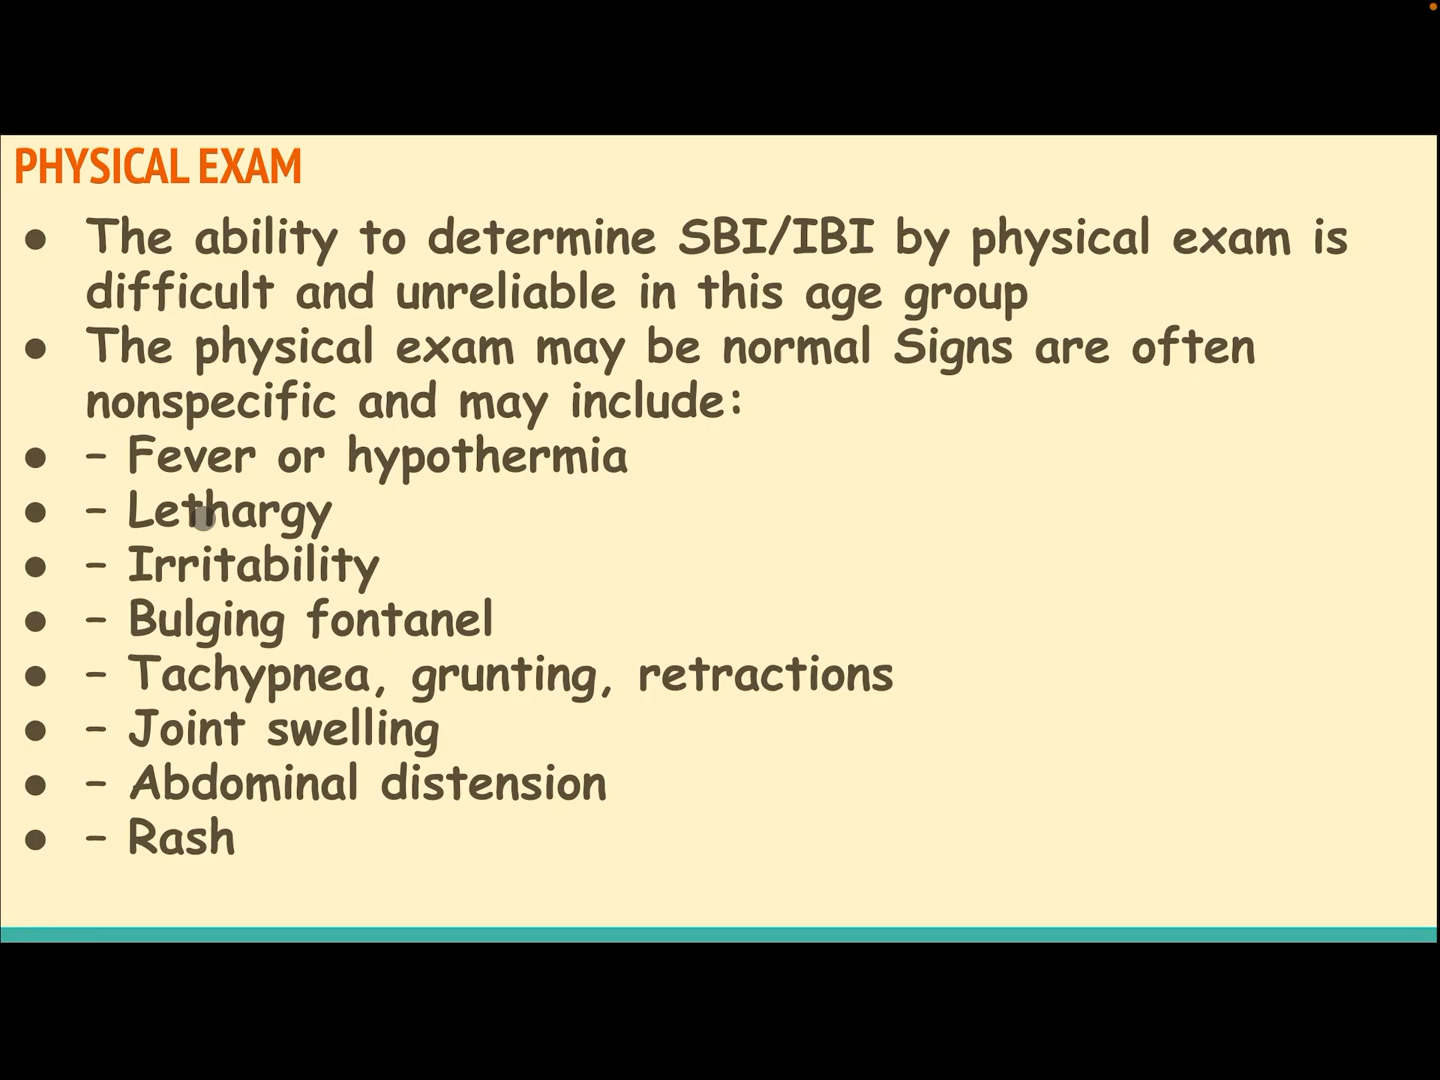 PHYSICAL EXAM
● The ability to determine SBI/IBI by physical exam is
difficult and unreliable in this age group
● The physical exam may be normal Signs are often
nonspecific and may include:
● – Fever or hypothermia
● – Lethargy
● – Irritability
● – Bulging fontanel
● – Tachypnea, grunting, retractions
● – Joint swelling
● – Abdominal distension
● – Rash